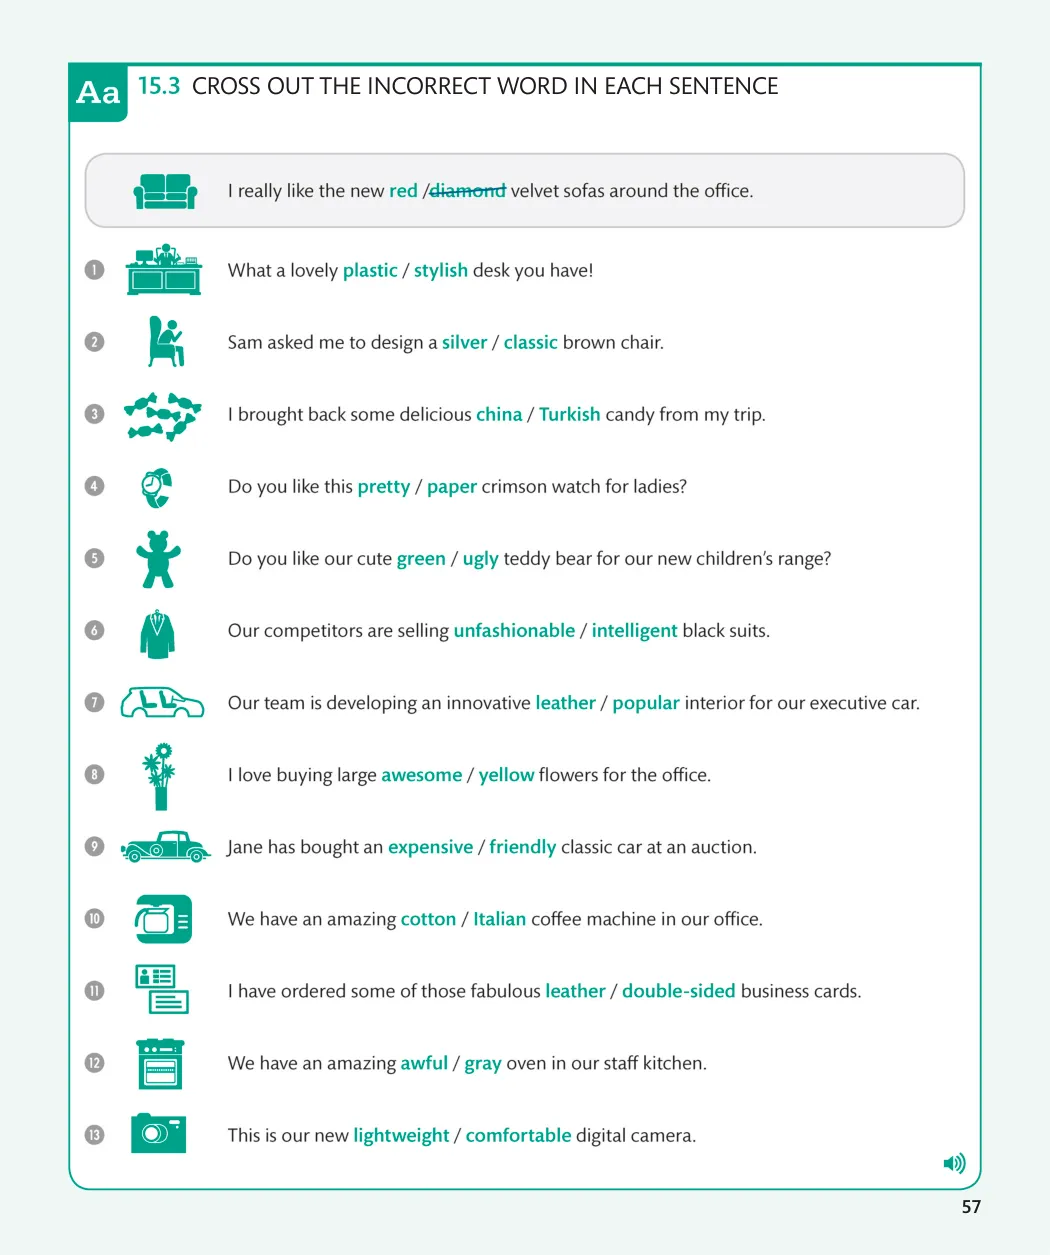 Aa 15.3 CROSS OUT THE INCORRECT WORD IN EACH SENTENCE
I really like the new red / diamond velvet sofas around the office.
1 What a lovely plastic / stylish desk you have!
2 Sam asked me to design a silver / classic brown chair.
3 I brought back some delicious china / Turkish candy from my trip.
4 Do you like this pretty / paper crimson watch for ladies?
5 Do you like our cute green / ugly teddy bear for our new children's range?
6 Our competitors are selling unfashionable / intelligent black suits.
7 Our team is developing an innovative leather / popular interior for our executive car.
8 I love buying large awesome / yellow flowers for the office.
9 Jane has bought an expensive / friendly classic car at an auction.
10 We have an amazing cotton / Italian coffee machine in our office.
11 I have ordered some of those fabulous leather / double-sided business cards.
12 We have an amazing awful / gray oven in our staff kitchen.
13 This is our new lightweight / comfortable digital camera.
57